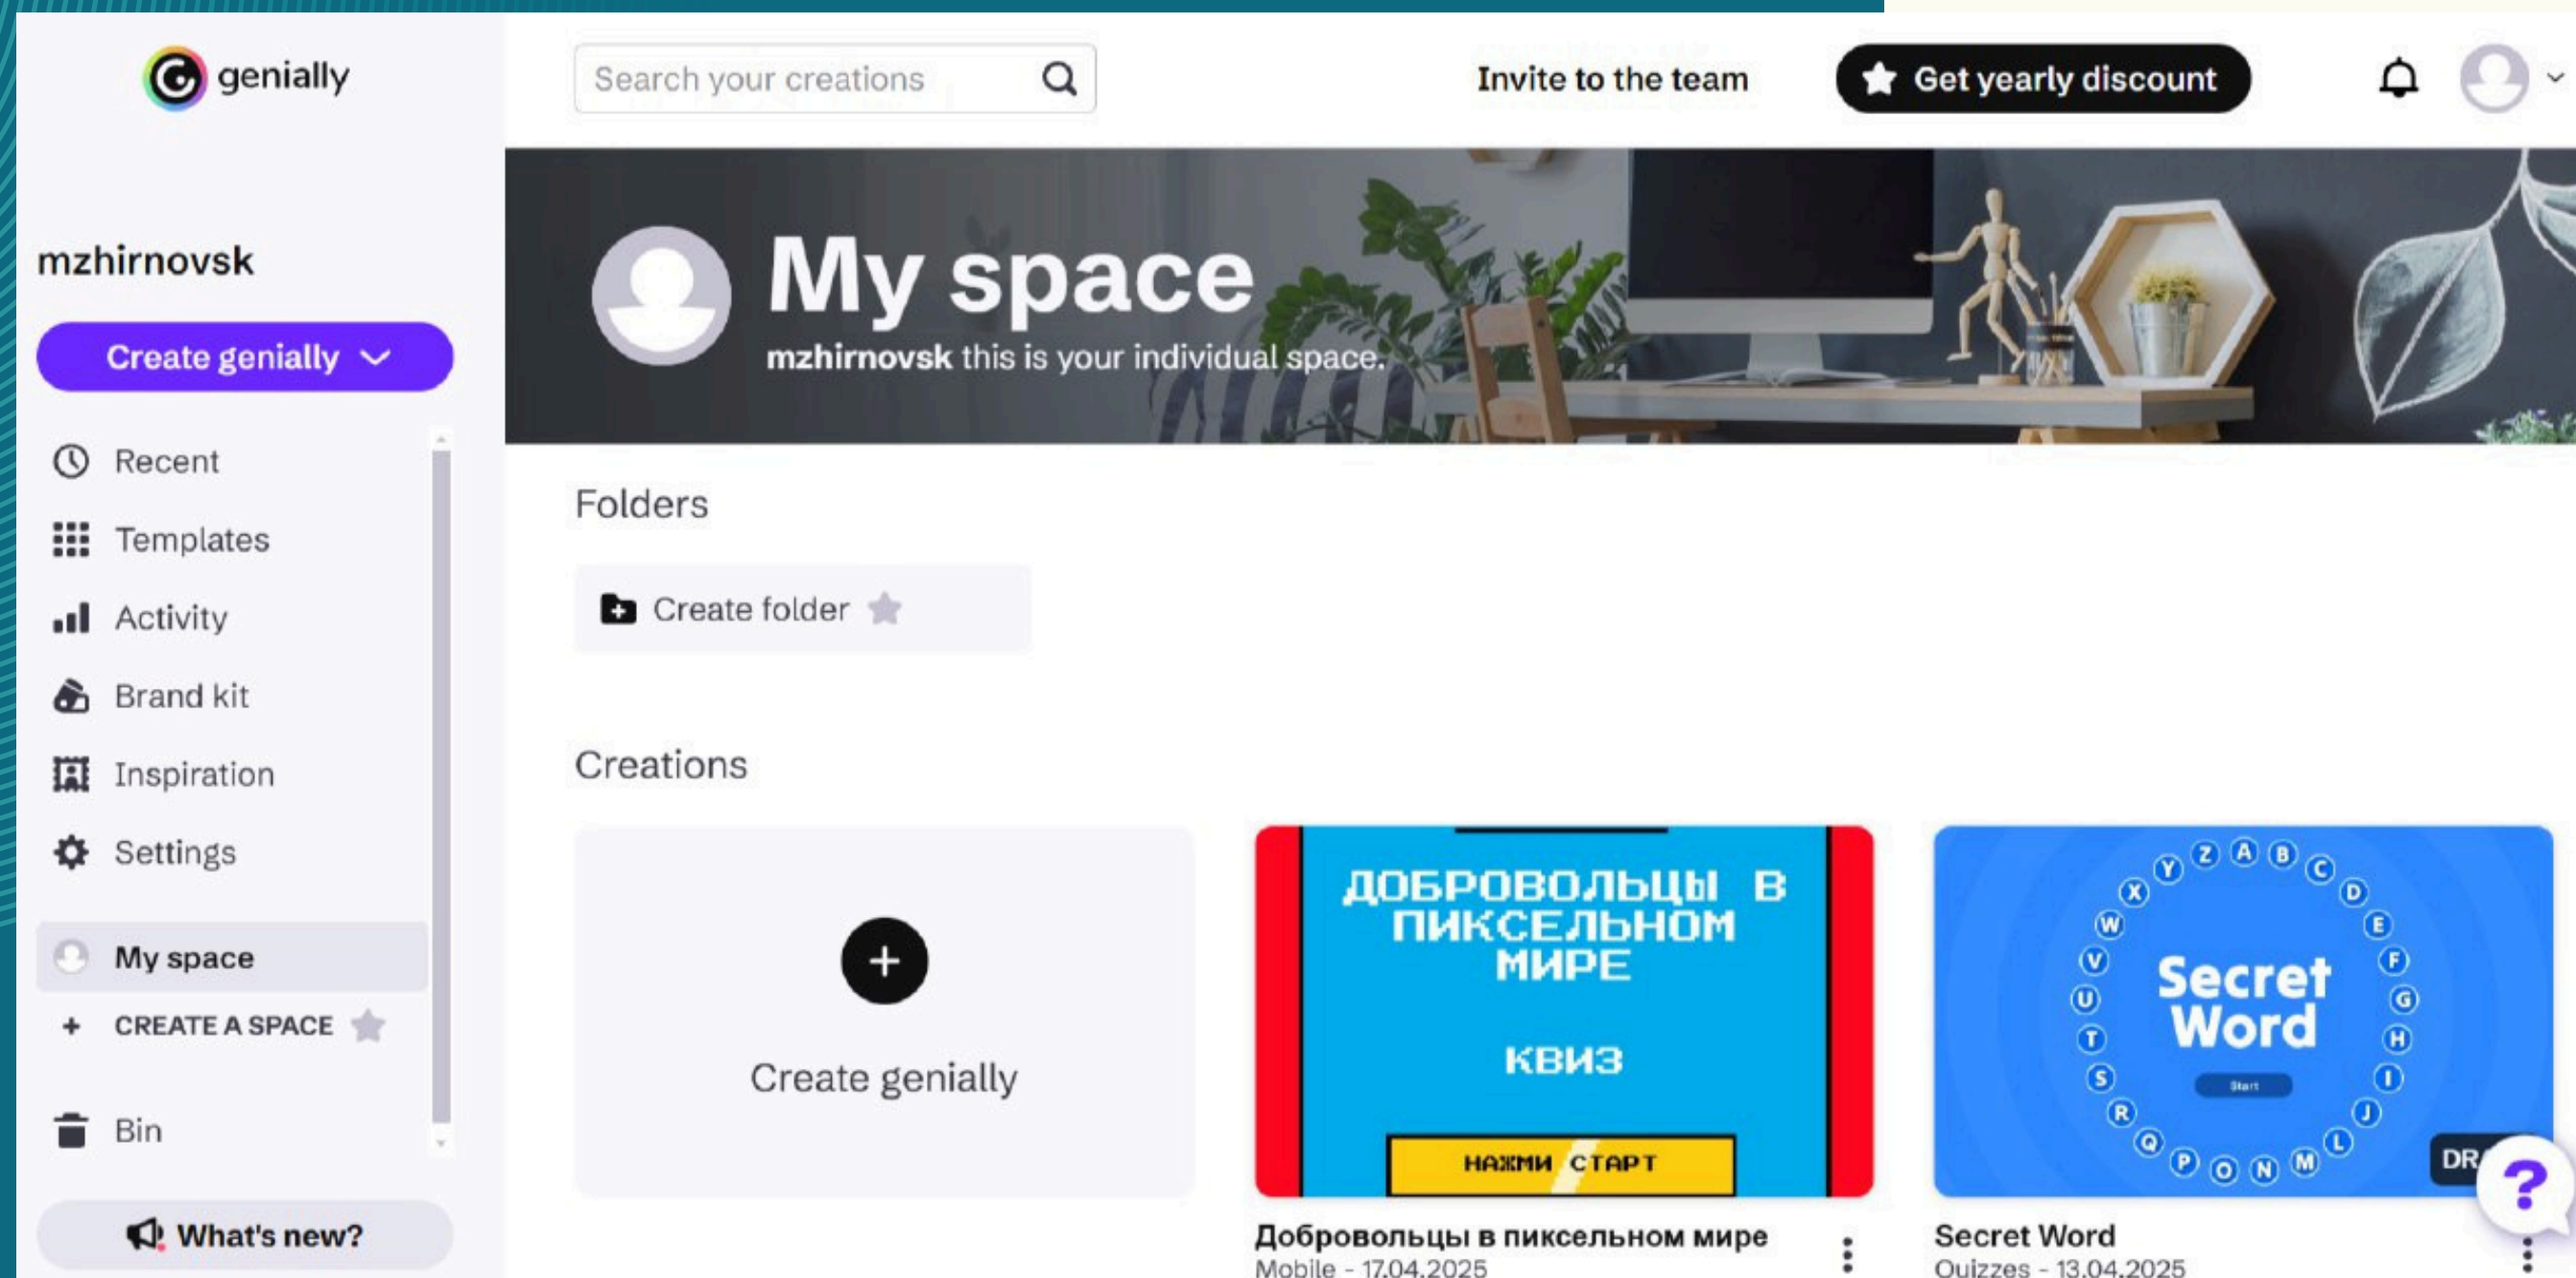 genially
Search your creations
Invite to the team
Get yearly discount
mzhirnovsk
Create genially
Recent
Templates
Activity
Brand kit
Inspiration
Settings
My space
+ CREATE A SPACE
Bin
What's new?
My space
mzhirnovsk this is your individual space.
Folders
Create folder
Creations
+
Create genially
ДОБРОВОЛЬЦЫ В
ПИКСЕЛЬНОМ
МИРЕ
КВИЗ
НАЖМИ СТАРТ
Добровольцы в пиксельном мире
Mobile - 17.04.2025
A B C D E F G H I J L M N O P Q R S T U V W X Y Z
Secret
Word
Start
DR
?
Secret Word
Quizzes - 13.04.2025